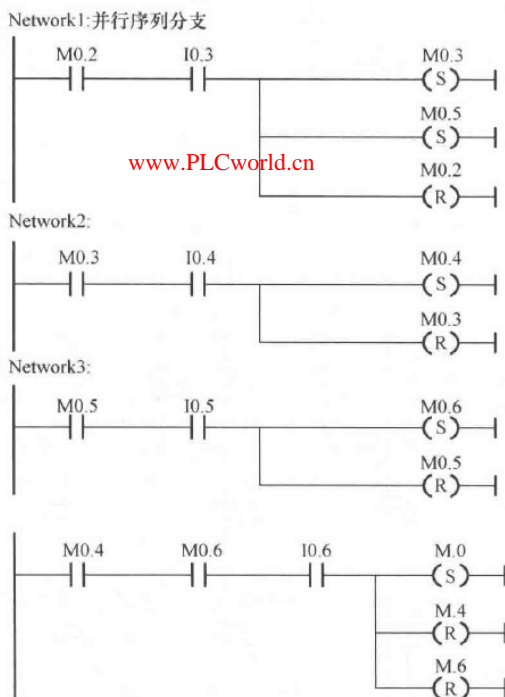 Network1:并行序列分支
M0.2 I0.3 M0.3
S
M0.5
S
www.PLCworld.cn M0.2
R
Network2:
M0.3 I0.4 M0.4
S
M0.3
R
Network3:
M0.5 I0.5 M0.6
S
M0.5
R
M0.4 M0.6 I0.6 M.0
S
M.4
R
M.6
R